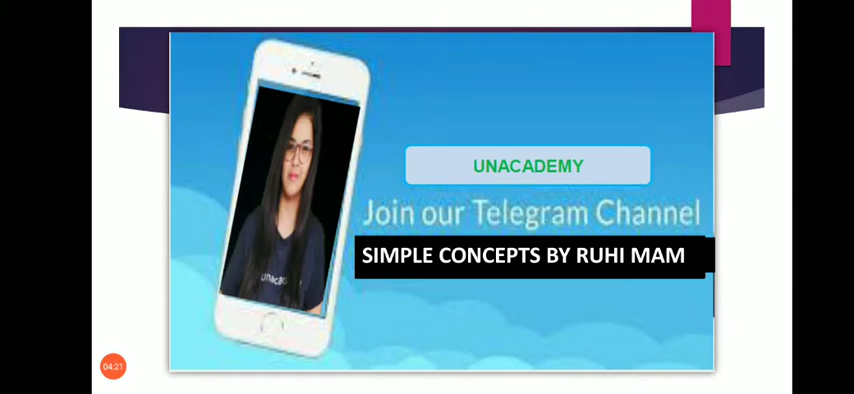 UNACADEMY
Join our Telegram Channel
SIMPLE CONCEPTS BY RUHI MAM
04:21